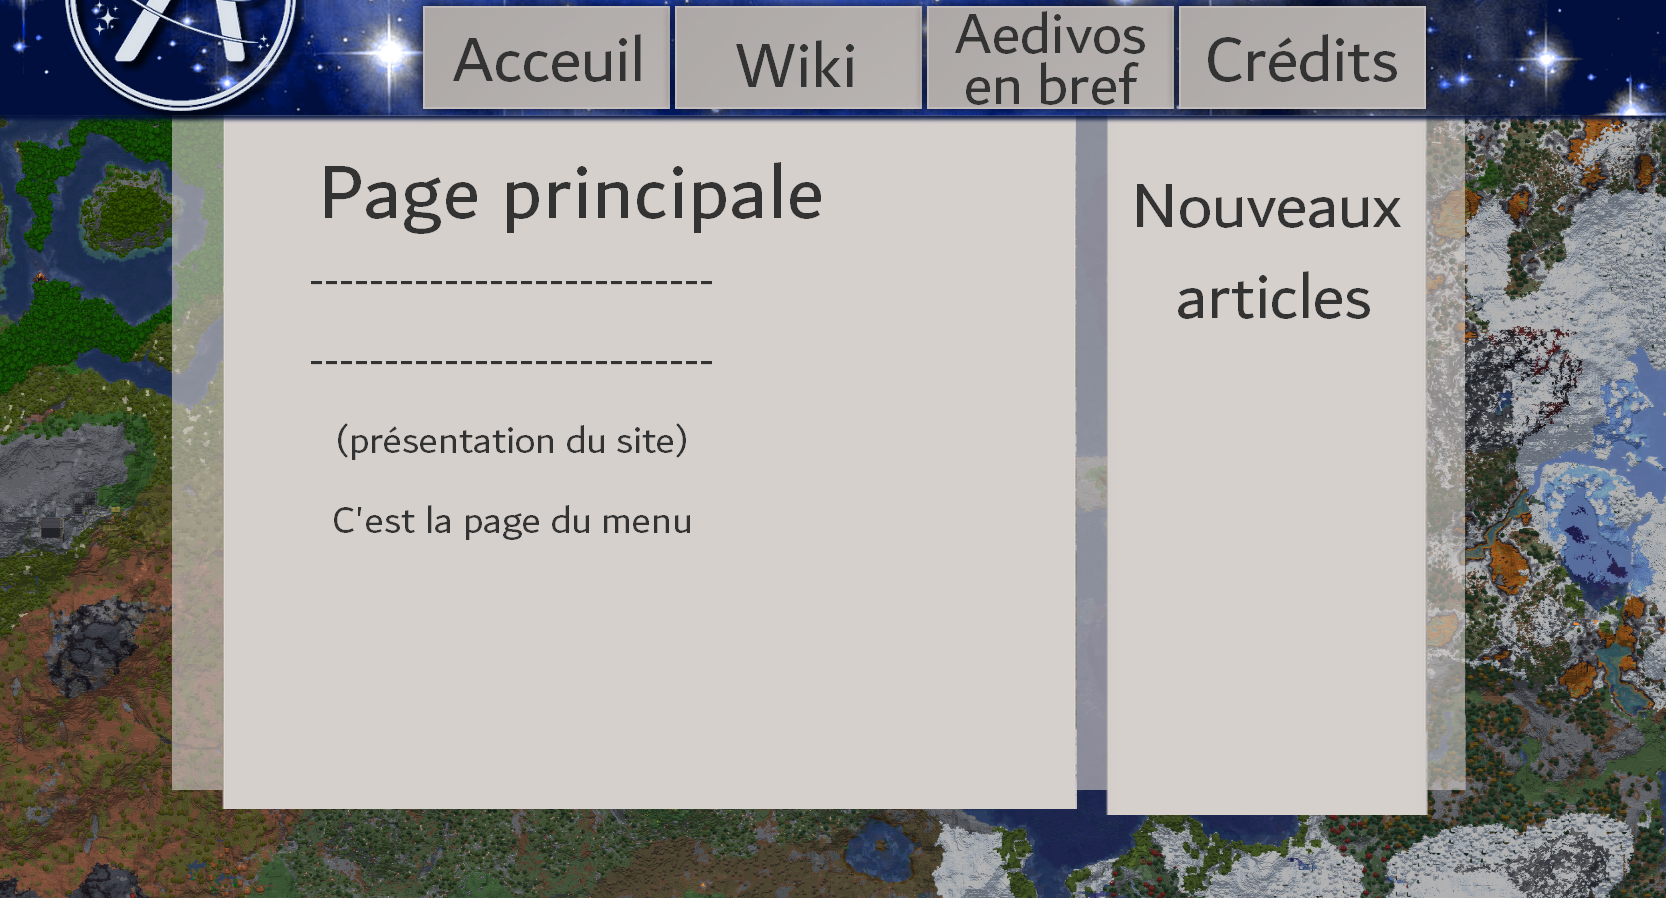 Acceuil
Wiki
Aedivos
en bref
Crédits
Page principale
---------------------------
---------------------------
(présentation du site)
C'est la page du menu
Nouveaux
articles